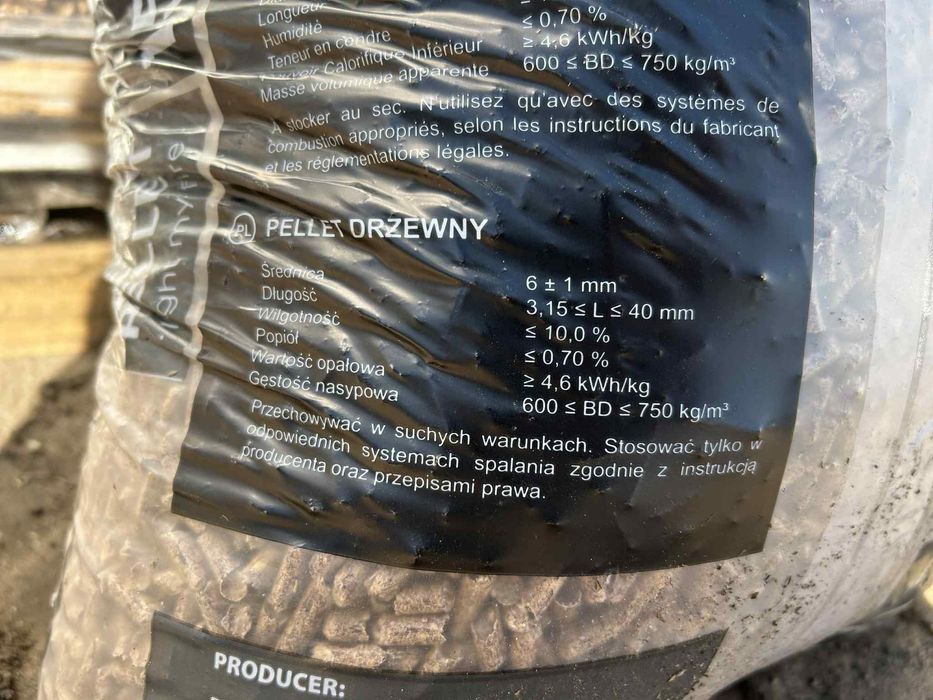 Longueur
Humidité
Teneur en cendre ≤ 0,70 %
Calorifique Inférieur ≥ 4,6 kWh/kg
Masse volumique apparente 600 ≤ BD ≤ 750 kg/m³
A stocker au sec. N'utilisez qu'avec des systèmes de
combustion appropriés, selon les instructions du fabricant
et les réglementations légales.
PL PELLET DRZEWNY
Średnica 6 ± 1 mm
Długość 3,15 ≤ L ≤ 40 mm
Wilgotność ≤ 10,0 %
Popiół ≤ 0,70 %
Wartość opałowa ≥ 4,6 kWh/kg
Gęstość nasypowa 600 ≤ BD ≤ 750 kg/m³
Przechowywać w suchych warunkach. Stosować tylko w
odpowiednich systemach spalania zgodnie z instrukcją
producenta oraz przepisami prawa.
PRODUCER: